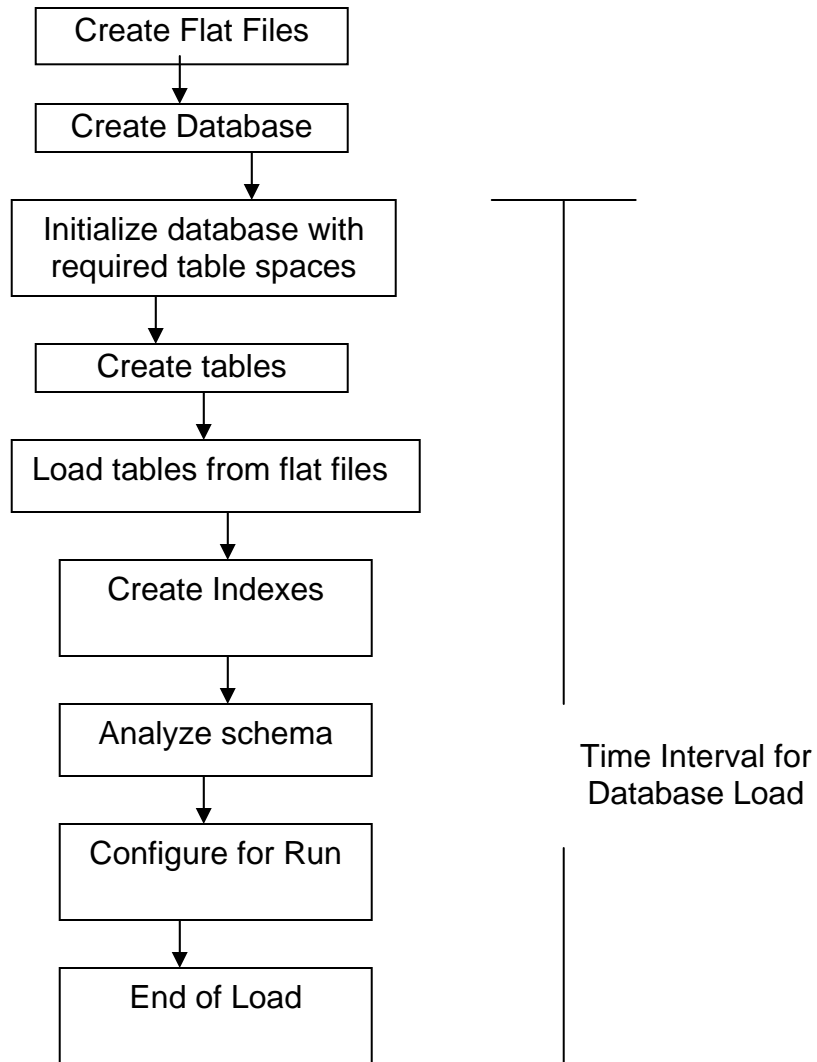 Create Flat Files
Create Database
Initialize database with
required table spaces
Create tables
Load tables from flat files
Create Indexes
Analyze schema
Time Interval for
Database Load
Configure for Run
End of Load